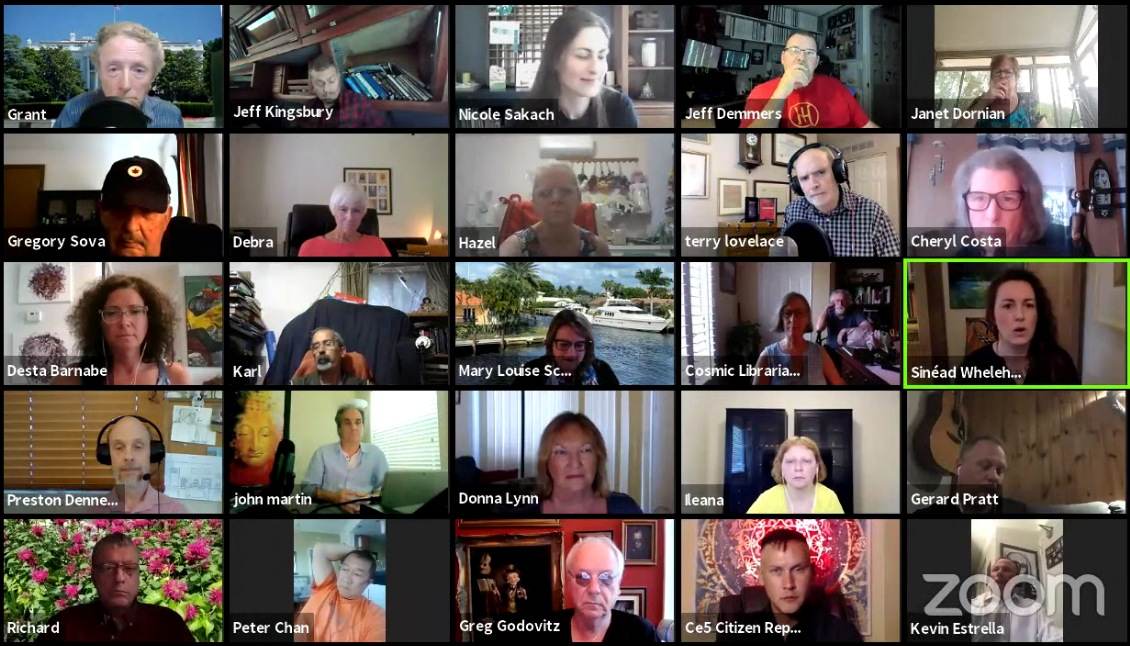 Grant
Jeff Kingsbury
Nicole Sakach
Jeff Demmers
Janet Dornian
Gregory Sova
Debra
Hazel
terry lovelace
Cheryl Costa
Desta Barnabe
Karl
Mary Louise Sc...
Cosmic Libraria...
Sinéad Wheleh...
Preston Denne...
john martin
Donna Lynn
Ileana
Gerard Pratt
Richard
Peter Chan
Greg Godovitz
Ce5 Citizen Rep...
Kevin Estrella
zoom